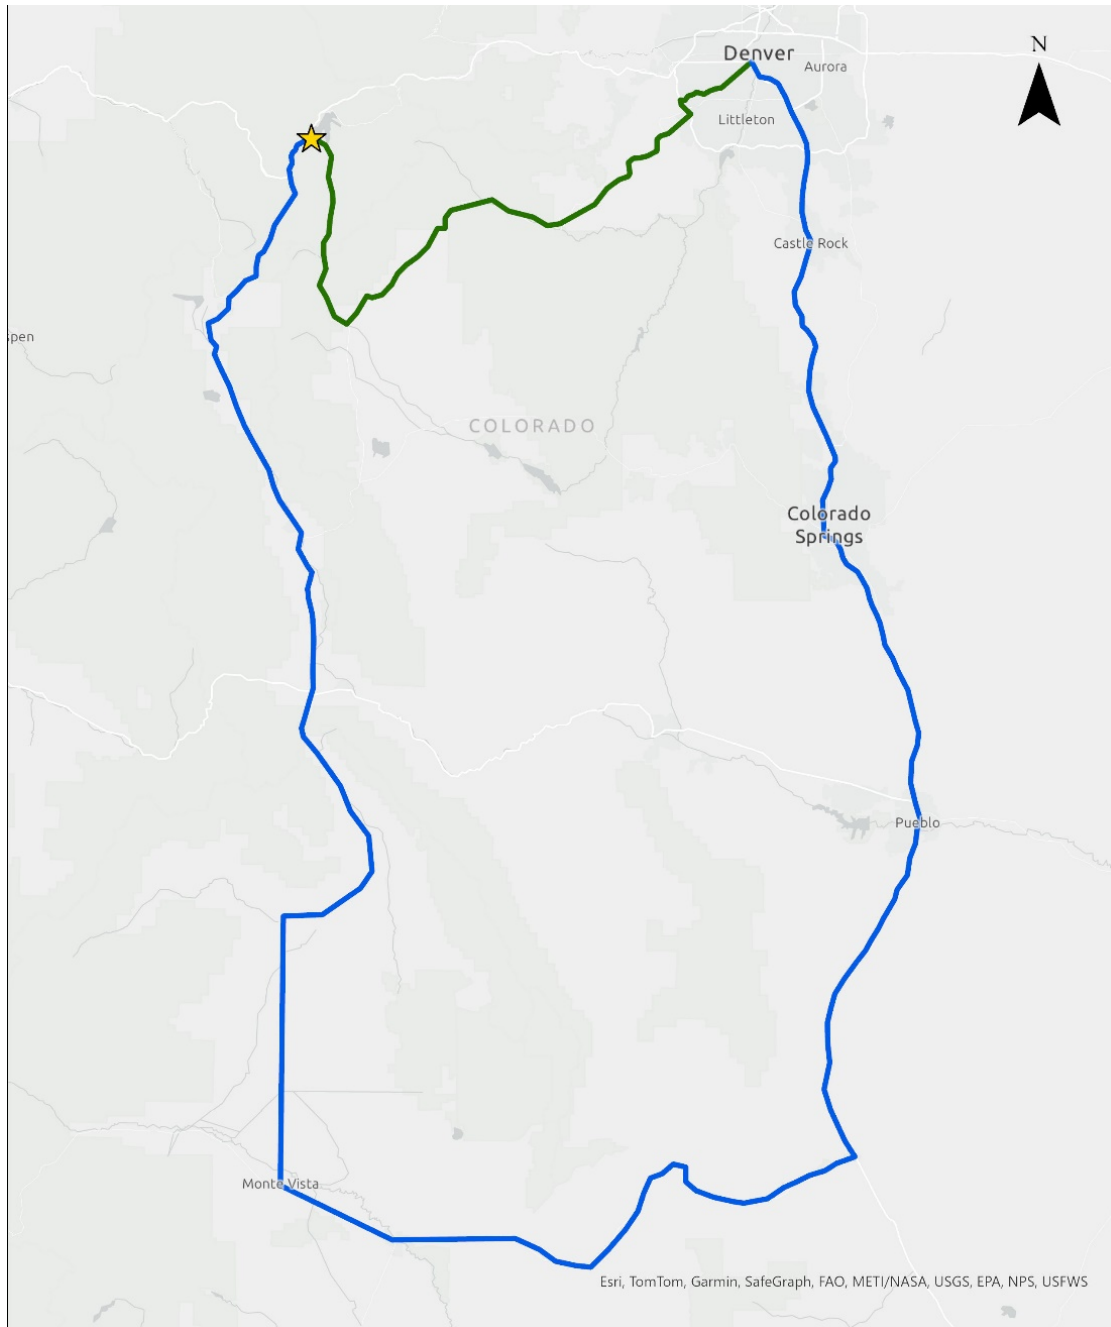 Denver
N
Aurora
Littleton
Castle Rock
spen
COLORADO
Colorado
Springs
Pueblo
Monte Vista
Esri, TomTom, Garmin, SafeGraph, FAO, METI/NASA, USGS, EPA, NPS, USFWS